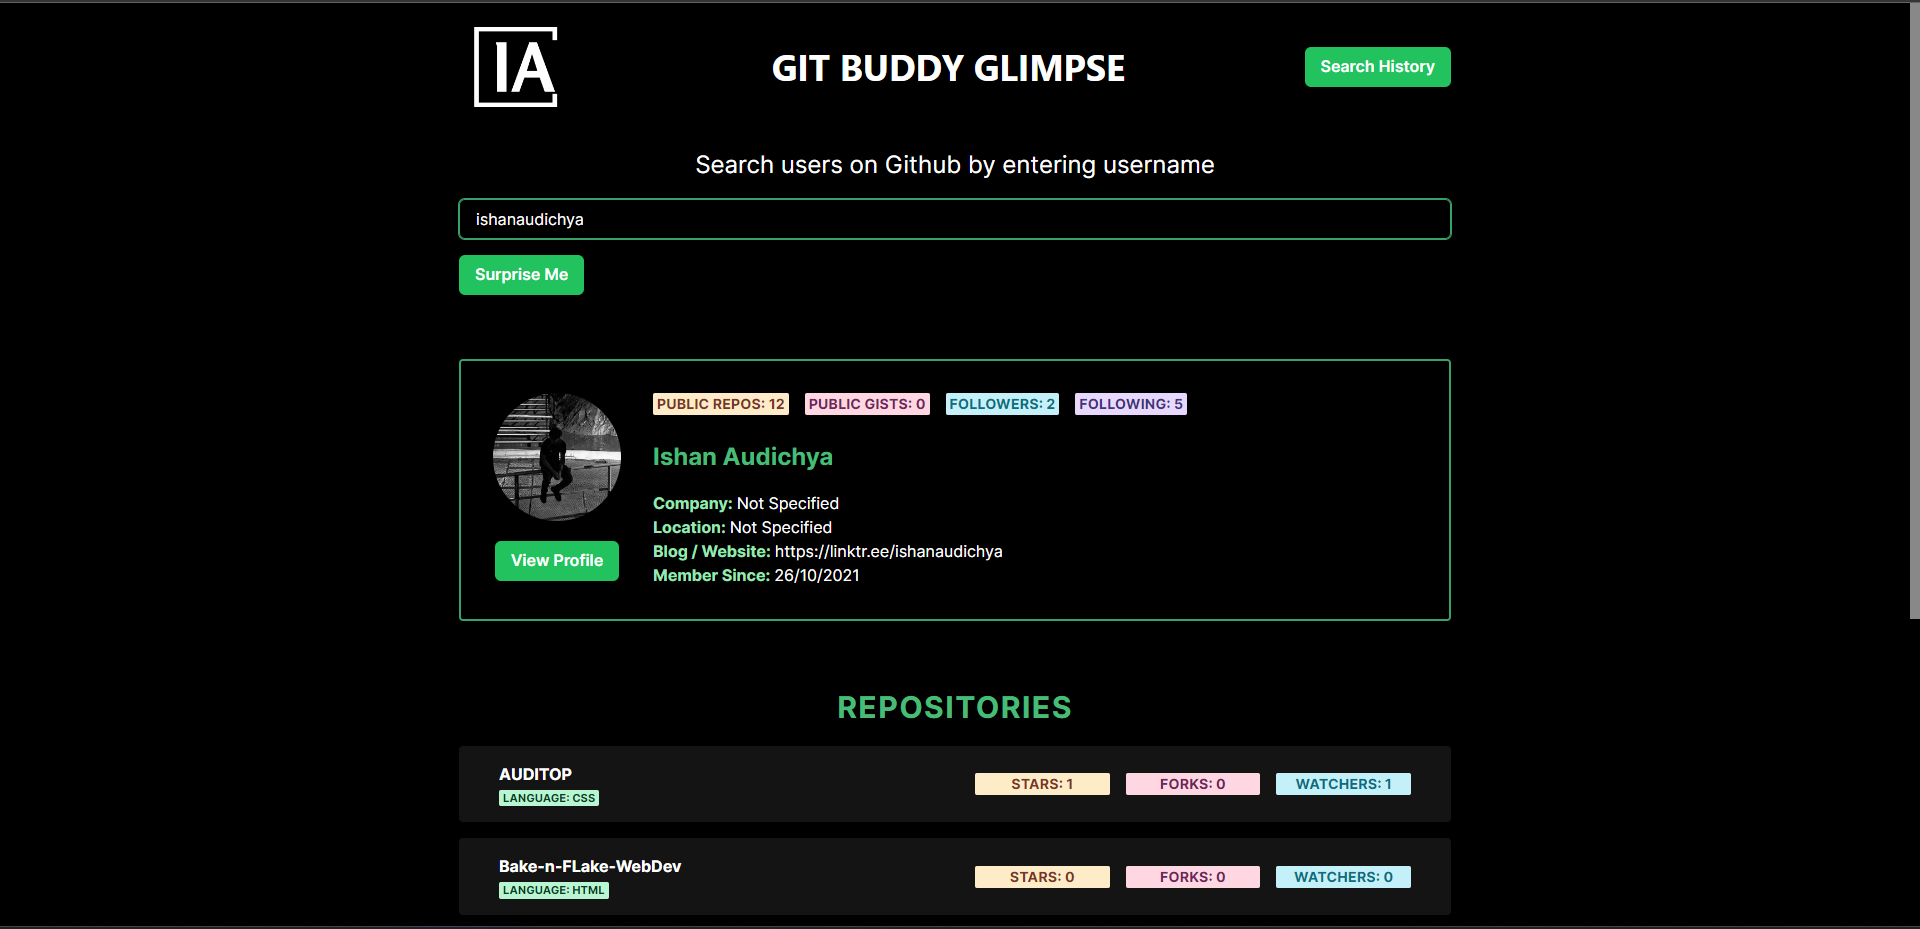 IA
GIT BUDDY GLIMPSE
Search History
Search users on Github by entering username
ishanaudichya
Surprise Me
PUBLIC REPOS: 12 PUBLIC GISTS: 0 FOLLOWERS: 2 FOLLOWING: 5
Ishan Audichya
Company: Not Specified
Location: Not Specified
Blog / Website: https://linktr.ee/ishanaudichya
Member Since: 26/10/2021
View Profile
REPOSITORIES
AUDITOP
LANGUAGE: CSS
STARS: 1 FORKS: 0 WATCHERS: 1
Bake-n-FLake-WebDev
LANGUAGE: HTML
STARS: 0 FORKS: 0 WATCHERS: 0